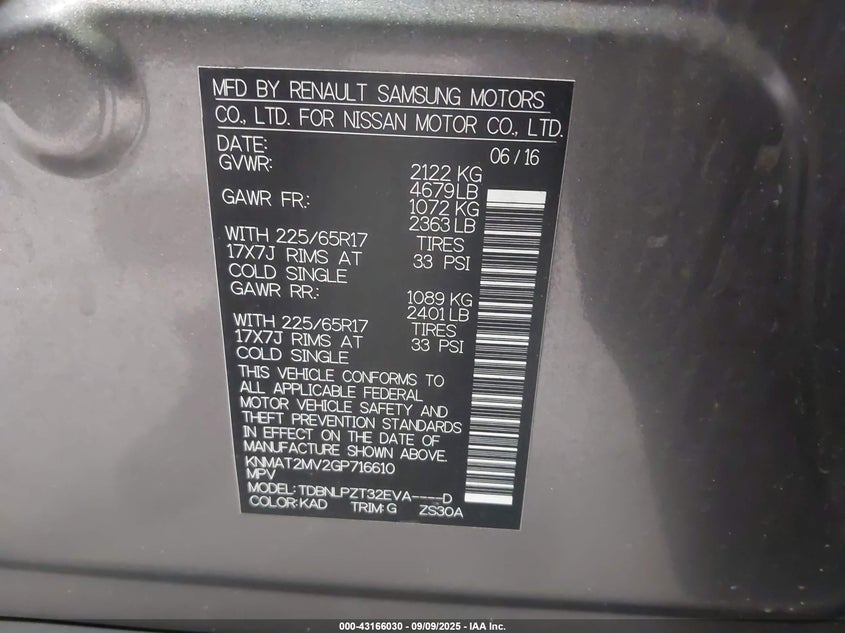 MFD BY RENAULT SAMSUNG MOTORS
CO., LTD. FOR NISSAN MOTOR CO., LTD.
DATE: 06 / 16
GVWR: 2122 KG
4679 LB
GAWR FR.: 1072 KG
2363 LB
WITH 225/65R17 TIRES
17X7J RIMS AT 33 PSI
COLD SINGLE
GAWR RR.: 1089 KG
2401 LB
WITH 225/65R17 TIRES
17X7J RIMS AT 33 PSI
COLD SINGLE
THIS VEHICLE CONFORMS TO
ALL APPLICABLE FEDERAL
MOTOR VEHICLE SAFETY AND
THEFT PREVENTION STANDARDS
IN EFFECT ON THE DATE OF
MANUFACTURE SHOWN ABOVE.
KNMAT2MV2GP716610
MPV
MODEL: TDBNLPZT32EVA----D
COLOR: KAD TRIM: G ZS30A
000-43166030 - 09/09/2025 - IAA Inc.